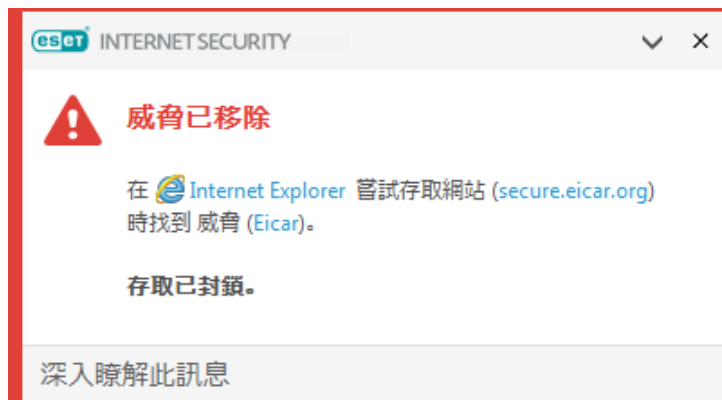 eset INTERNET SECURITY
威脅已移除
在 Internet Explorer 嘗試存取網站 (secure.eicar.org)
時找到 威脅 (Eicar)。
存取已封鎖。
深入瞭解此訊息